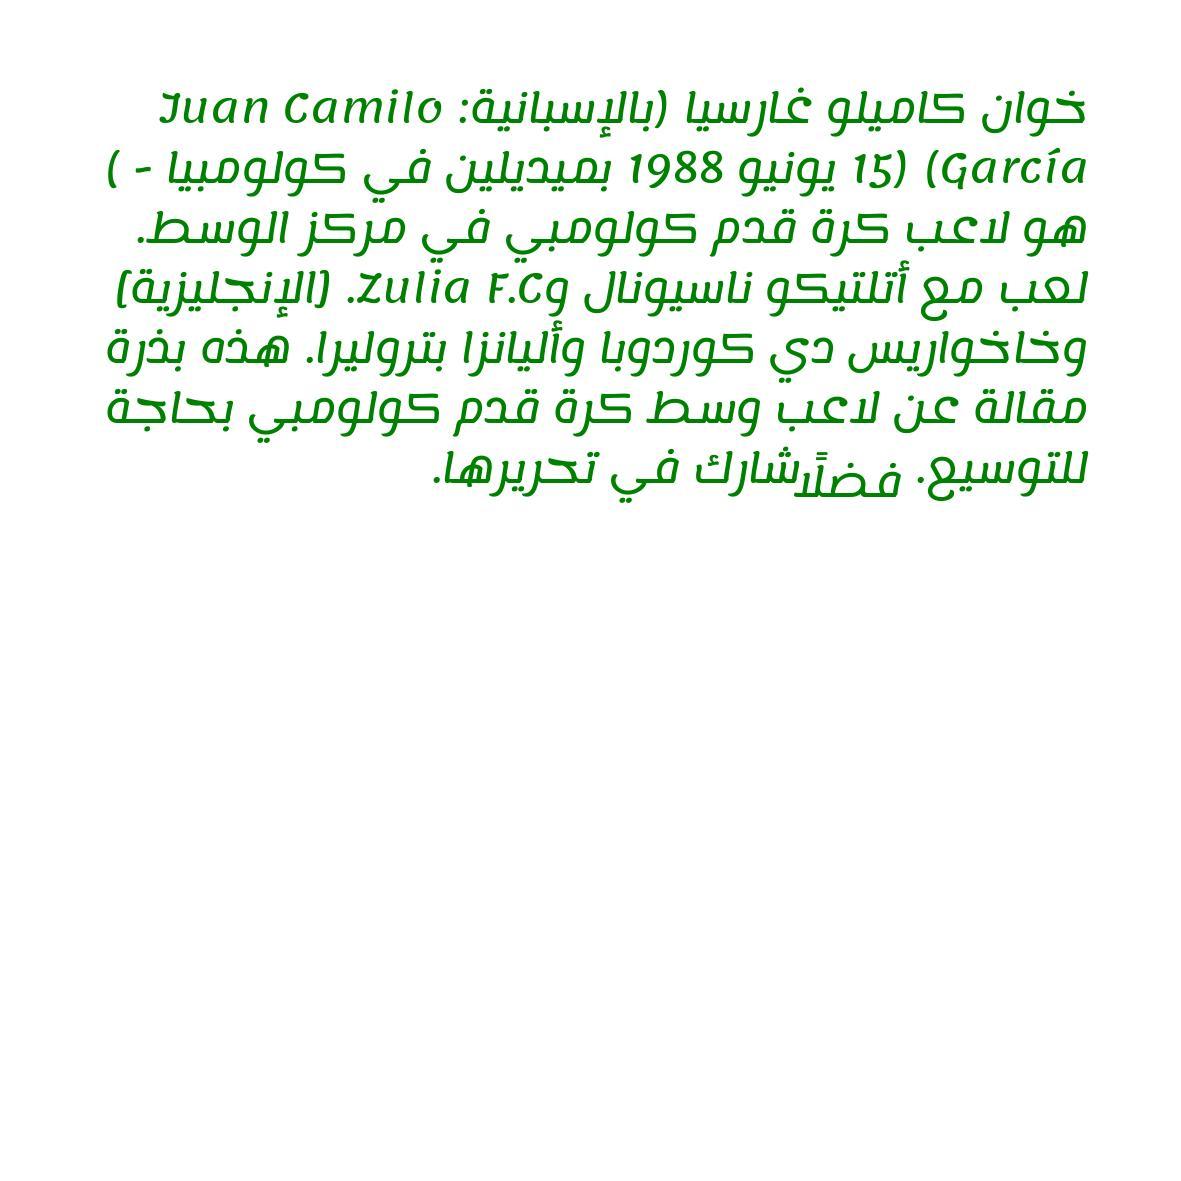 خوان كاميلو غارسيا (بالإسبانية: Juan Camilo
García) (15 يونيو 1988 بميديلين في كولومبيا - )
هو لاعب كرة قدم كولومبي في مركز الوسط.
لعب مع أتلتيكو ناسيونال وZulia F.C. (الإنجليزية)
وخاخواريس دي كوردوبا وأليانزا بتروليرا. هذه بذرة
مقالة عن لاعب وسط كرة قدم كولومبي بحاجة
للتوسيع. فضلًا شارك في تحريرها.